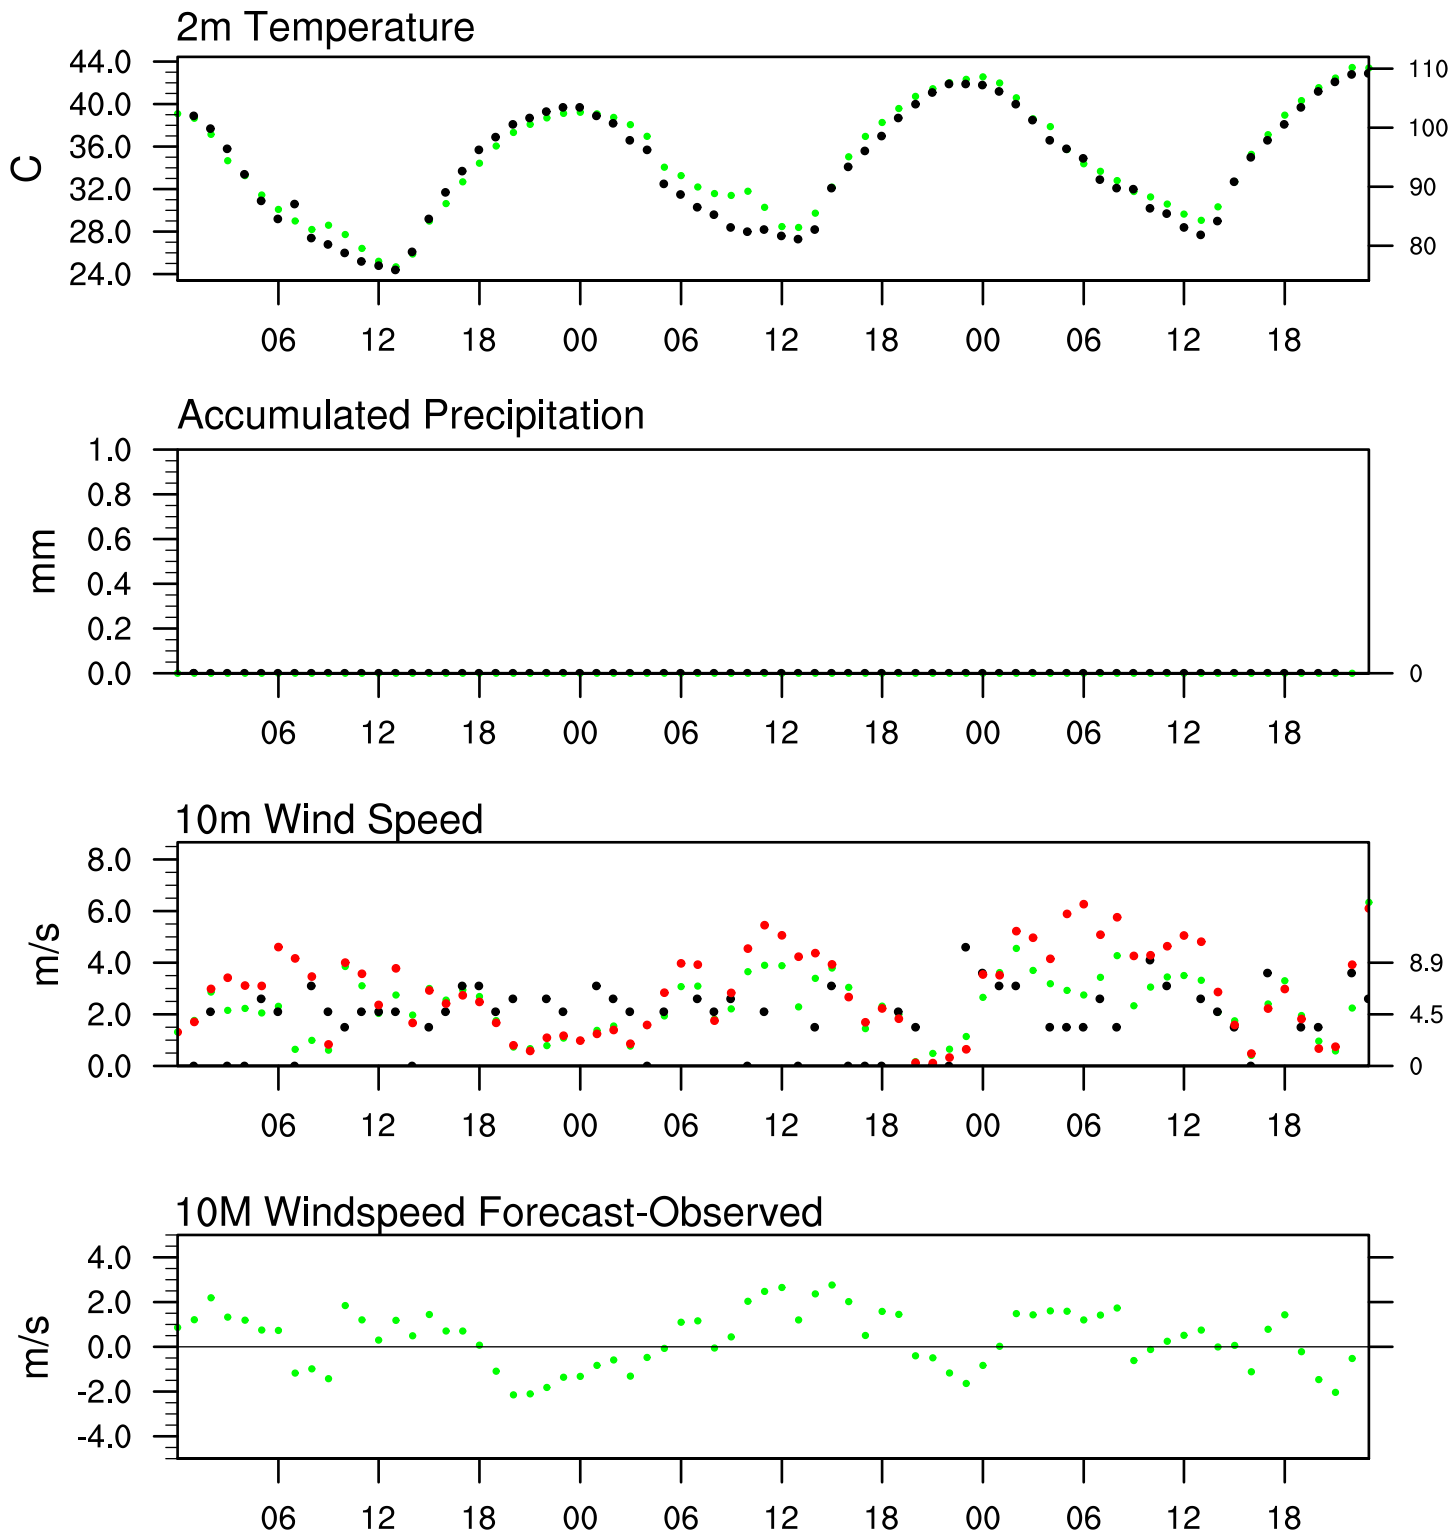 2m Temperature
44.0
40.0
36.0
32.0
28.0
24.0
C
110
100
90
80
06 12 18 00 06 12 18 00 06 12 18
Accumulated Precipitation
1.0
0.8
0.6
0.4
0.2
0.0
mm
0
06 12 18 00 06 12 18 00 06 12 18
10m Wind Speed
8.0
6.0
4.0
2.0
0.0
m/s
8.9
4.5
0
06 12 18 00 06 12 18 00 06 12 18
10M Windspeed Forecast-Observed
4.0
2.0
0.0
-2.0
-4.0
m/s
06 12 18 00 06 12 18 00 06 12 18